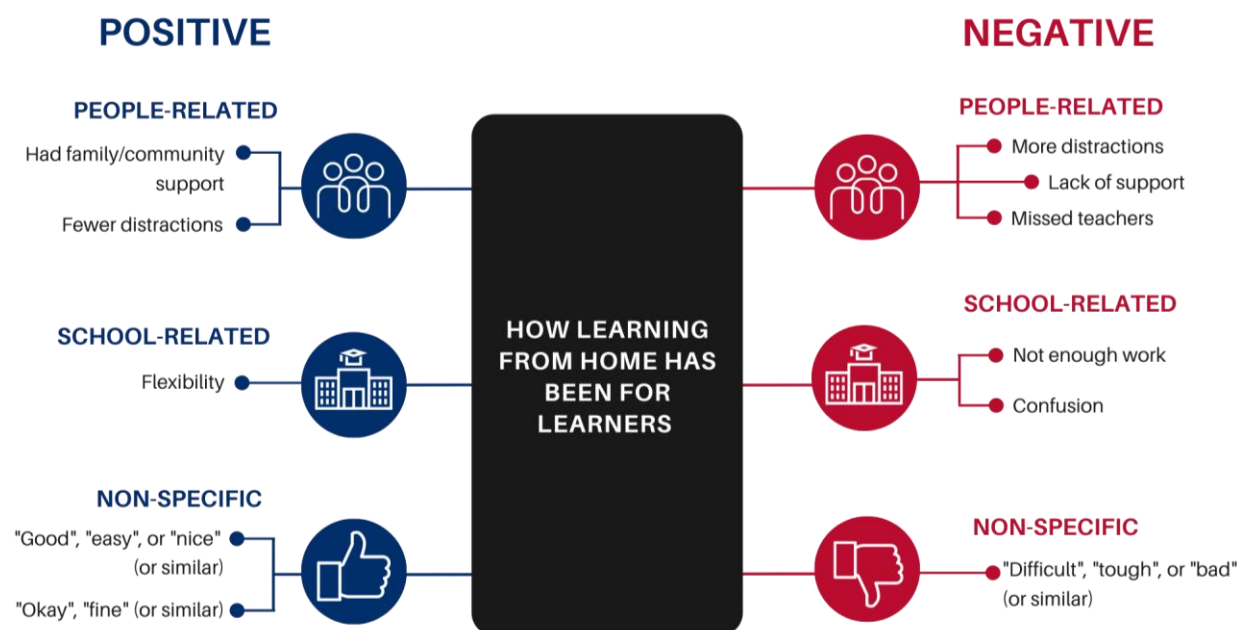 POSITIVE
PEOPLE-RELATED
Had family/community
support
Fewer distractions
SCHOOL-RELATED
Flexibility
NON-SPECIFIC
"Good", "easy", or "nice"
(or similar)
"Okay", "fine" (or similar)
HOW LEARNING
FROM HOME HAS
BEEN FOR
LEARNERS
NEGATIVE
PEOPLE-RELATED
More distractions
Lack of support
Missed teachers
SCHOOL-RELATED
Not enough work
Confusion
NON-SPECIFIC
"Difficult", "tough", or "bad"
(or similar)